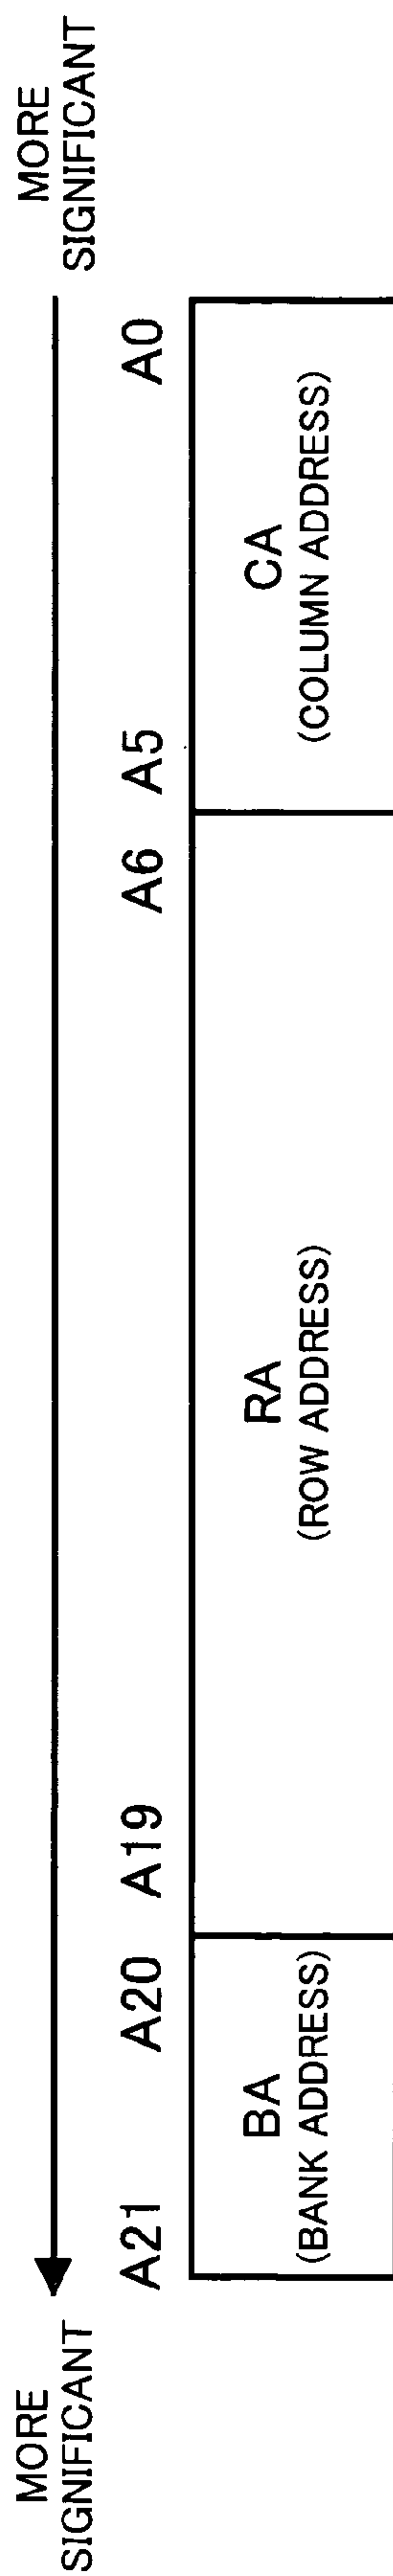 MORE
SIGNIFICANT
MORE
SIGNIFICANT
A21 A20 A19 A6 A5 A0
BA
(BANK ADDRESS)
RA
(ROW ADDRESS)
CA
(COLUMN ADDRESS)